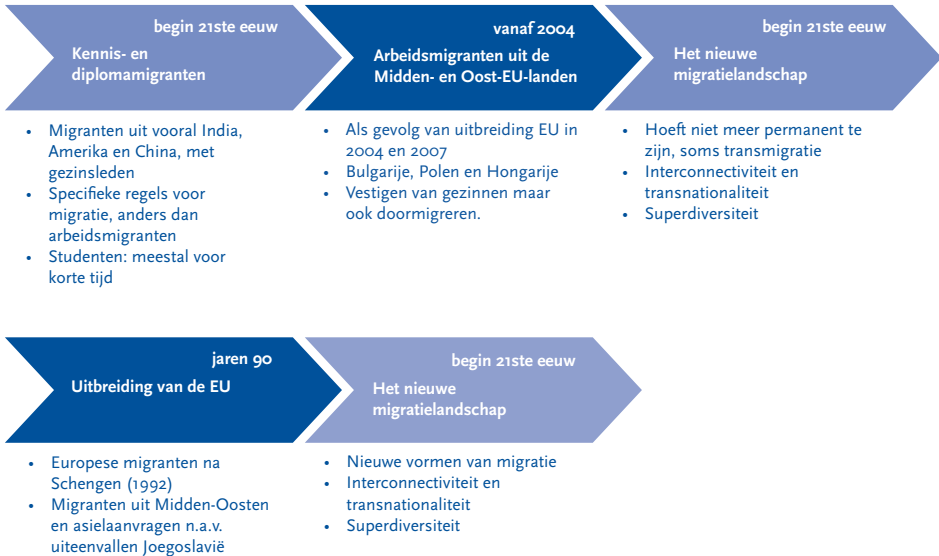 begin 21ste eeuw
Kennis- en
diplomamigranten
• Migranten uit vooral India,
Amerika en China, met
gezinsleden
• Specifieke regels voor
migratie, anders dan
arbeidsmigranten
• Studenten: meestal voor
korte tijd
vanaf 2004
Arbeidsmigranten uit de
Midden- en Oost-EU-landen
• Als gevolg van uitbreiding EU in
2004 en 2007
• Bulgarije, Polen en Hongarije
• Vestigen van gezinnen maar
ook doormigreren.
begin 21ste eeuw
Het nieuwe
migratielandschap
• Hoeft niet meer permanent te
zijn, soms transmigratie
• Interconnectiviteit en
transnationaliteit
• Superdiversiteit
jaren 90
Uitbreiding van de EU
• Europese migranten na
Schengen (1992)
• Migranten uit Midden-Oosten
en asielaanvragen n.a.v.
uiteenvallen Joegoslavië
begin 21ste eeuw
Het nieuwe
migratielandschap
• Nieuwe vormen van migratie
• Interconnectiviteit en
transnationaliteit
• Superdiversiteit